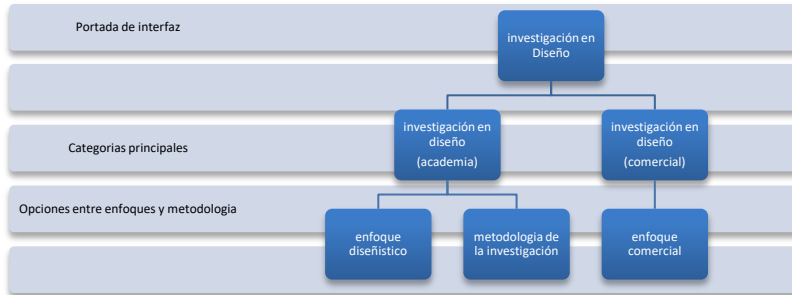 Portada de interfaz
investigación en
Diseño
Categorias principales
investigación en
diseño
(academia)
investigación en
diseño
(comercial)
Opciones entre enfoques y metodologia
enfoque
diseñistico
metodologia de
la investigación
enfoque
comercial